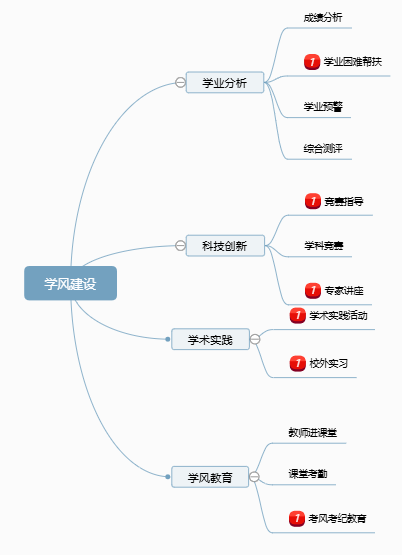 成绩分析
1 学业困难帮扶
学业分析
学业预警
综合测评
1 竞赛指导
科技创新
学科竞赛
学风建设
1 专家讲座
1 学术实践活动
学术实践
1 校外实习
教师进课堂
学风教育
课堂考勤
1 考风考纪教育